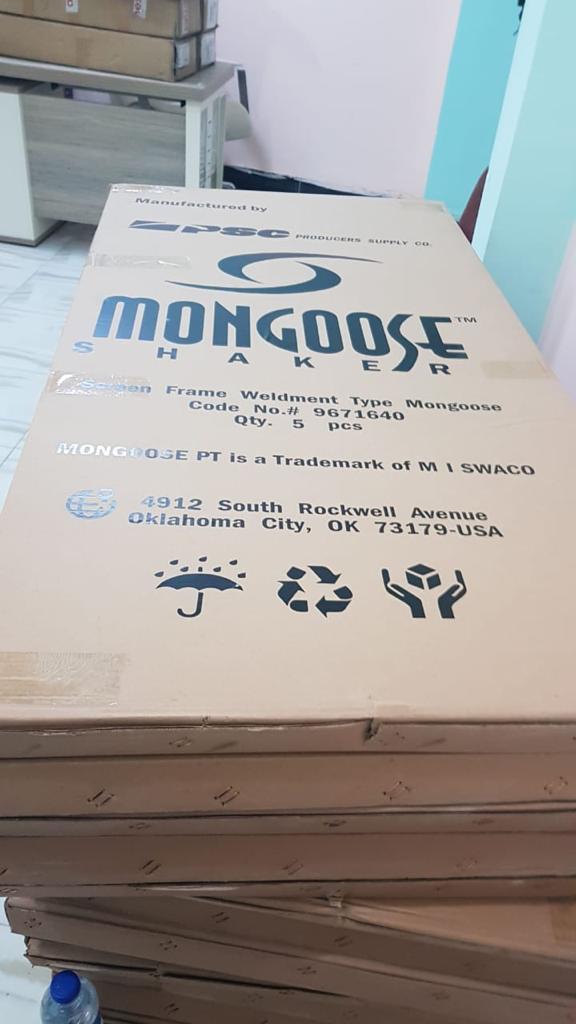 Manufactured by
PSC PRODUCERS SUPPLY CO.
MONGOOSE™
SHAKER
Screen Frame Weldment Type Mongoose
Code No.# 9671640
Qty. 5 pcs
MONGOOSE PT is a Trademark of M I SWACO
4912 South Rockwell Avenue
Oklahoma City, OK 73179-USA